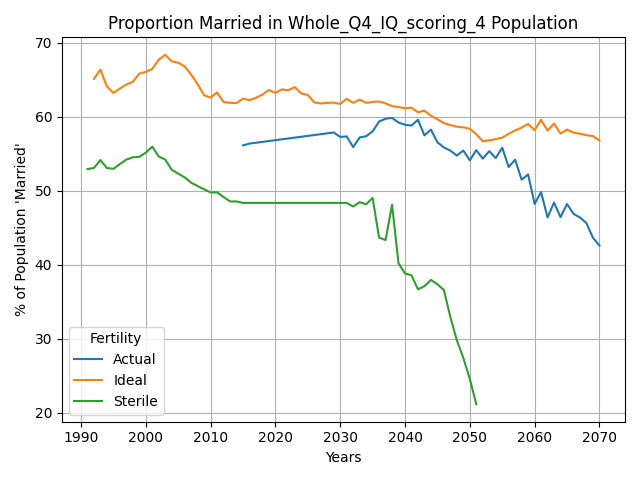 Proportion Married in Whole_Q4_IQ_scoring_4 Population
% of Population 'Married'
70
60
50
40
30
20
Fertility
Actual
Ideal
Sterile
1990 2000 2010 2020 2030 2040 2050 2060 2070
Years